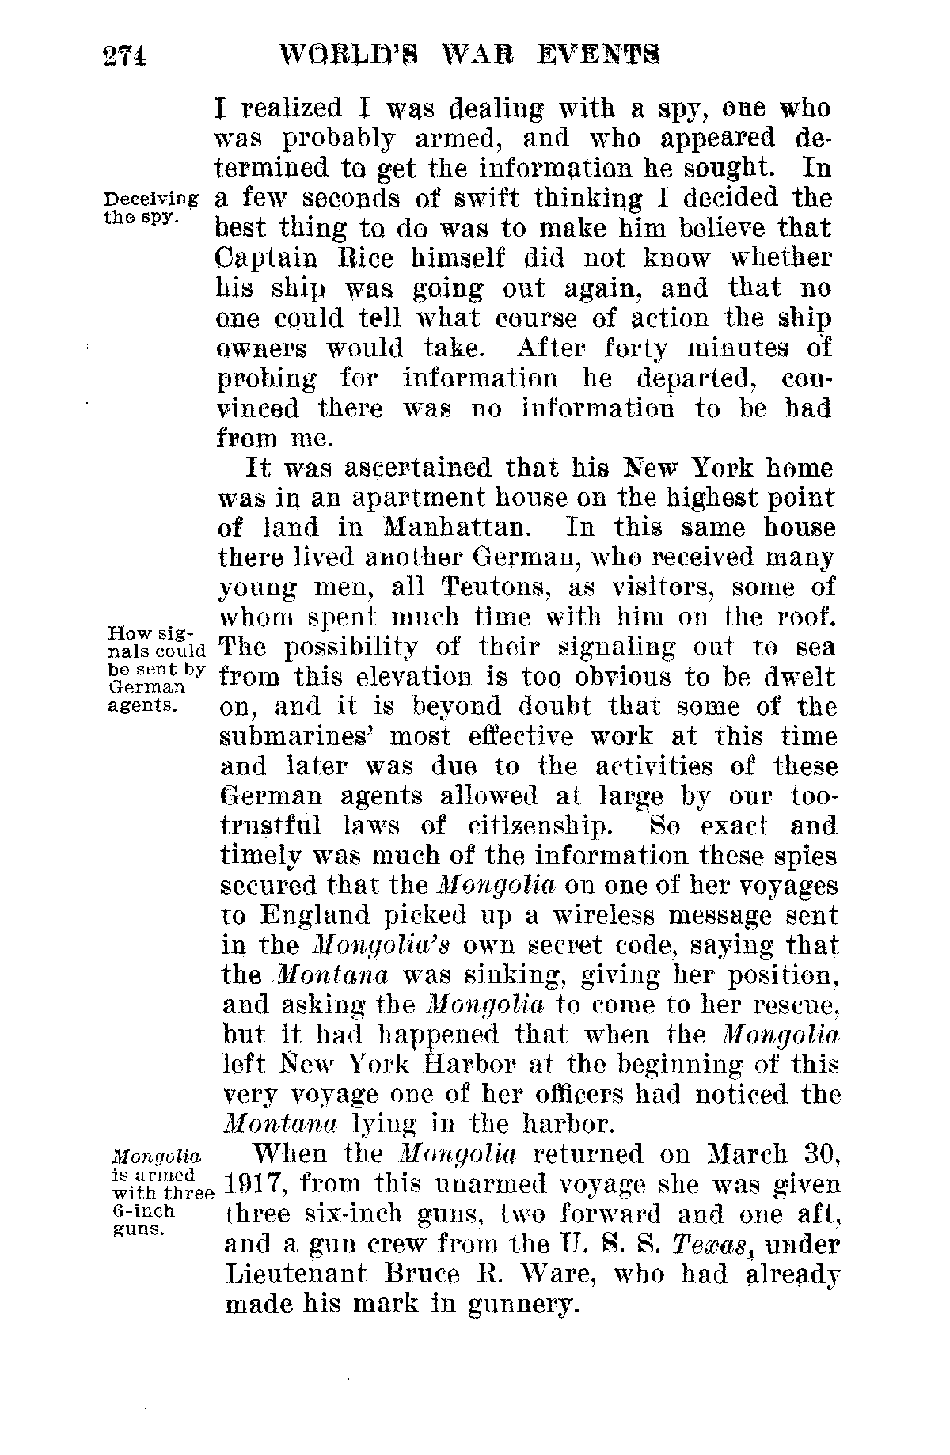 274 WORLD'S WAR EVENTS
I realized I was dealing with a spy, one who
was probably armed, and who appeared de-
termined to get the information he sought. In
Deceiving
the spy.
a few seconds of swift thinking I decided the
best thing to do was to make him believe that
Captain Rice himself did not know whether
his ship was going out again, and that no
one could tell what course of action the ship
owners would take. After forty minutes of
probing for information he departed, con-
vinced there was no information to be had
from me.
It was ascertained that his New York home
was in an apartment house on the highest point
of land in Manhattan. In this same house
there lived another German, who received many
young men, all Teutons, as visitors, some of
whom spent much time with him on the roof.
How sig-
nals could
be sent by
German
agents.
The possibility of their signaling out to sea
from this elevation is too obvious to be dwelt
on, and it is beyond doubt that some of the
submarines' most effective work at this time
and later was due to the activities of these
German agents allowed at large by our too-
trustful laws of citizenship. So exact and
timely was much of the information these spies
secured that the Mongolia on one of her voyages
to England picked up a wireless message sent
in the Mongolia's own secret code, saying that
the Montana was sinking, giving her position,
and asking the Mongolia to come to her rescue,
but it had happened that when the Mongolia
left New York Harbor at the beginning of this
very voyage one of her officers had noticed the
Montana lying in the harbor.
Mongolia
is armed
with three
6-inch
guns.
When the Mongolia returned on March 30,
1917, from this unarmed voyage she was given
three six-inch guns, two forward and one aft,
and a gun crew from the U. S. S. Texas, under
Lieutenant Bruce R. Ware, who had already
made his mark in gunnery.